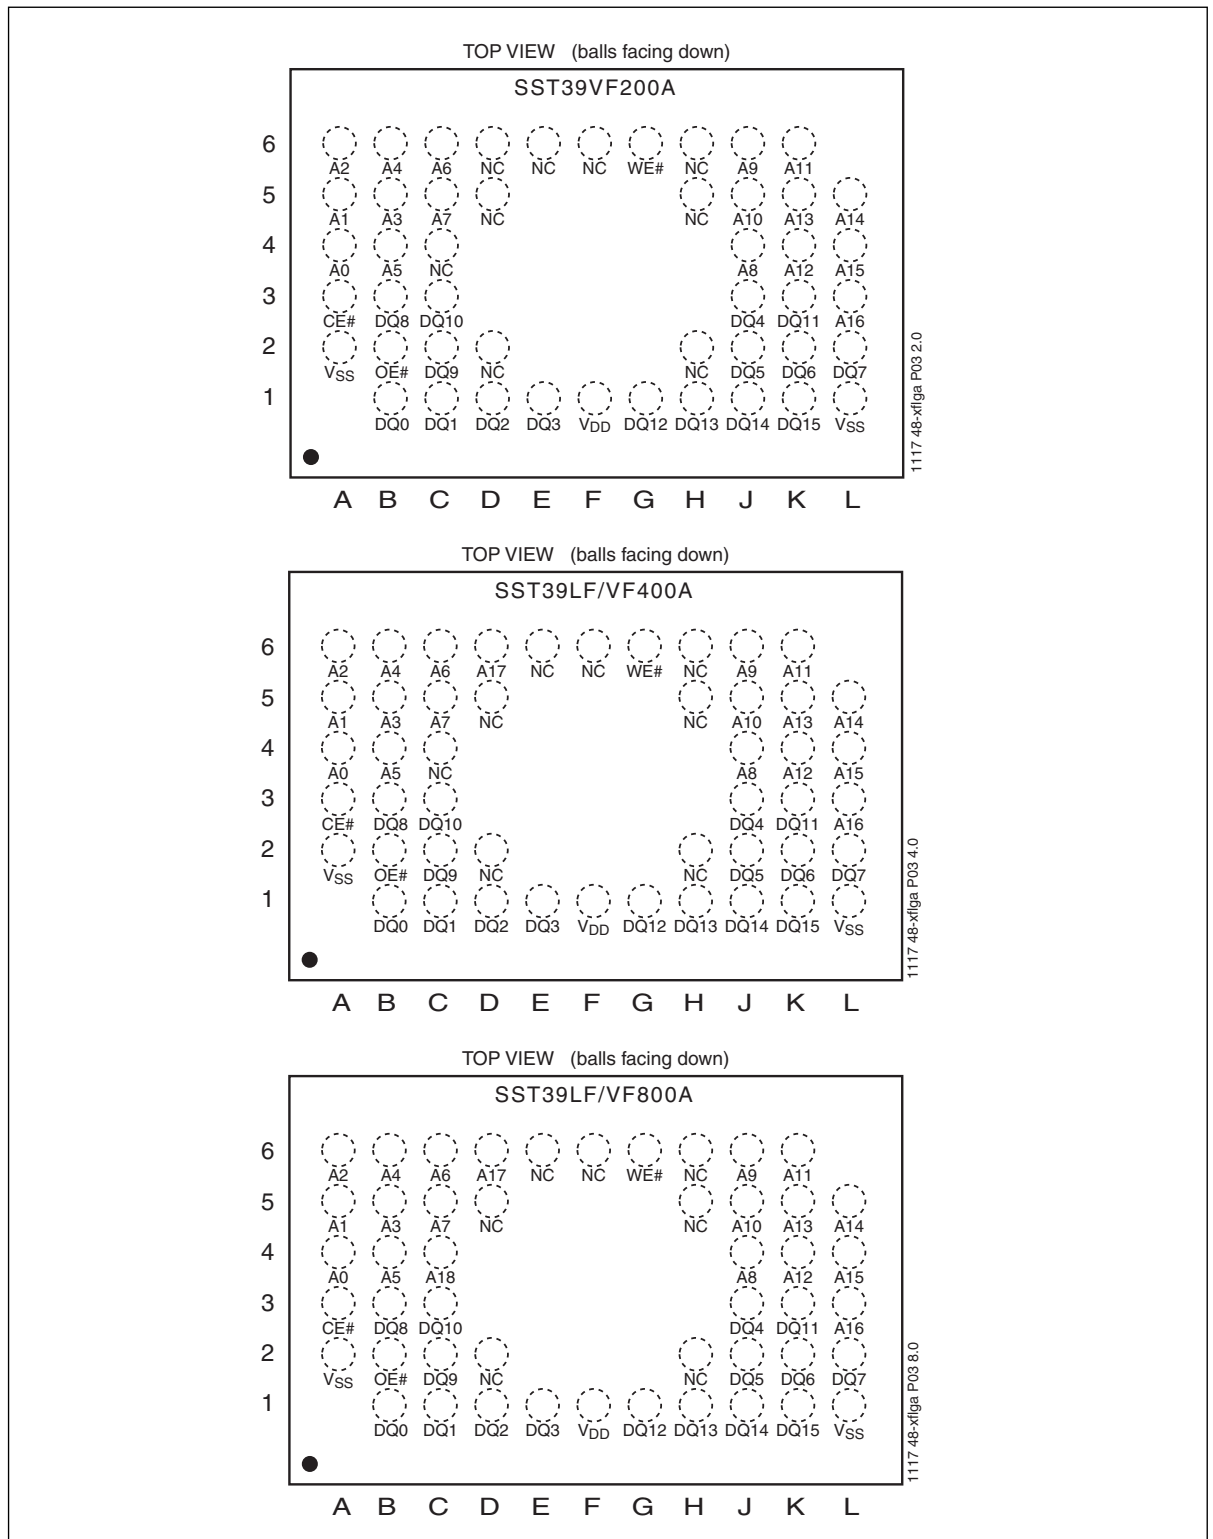 TOP VIEW (balls facing down)
SST39VF200A
6
A2 A4 A6 NC NC NC WE# NC A9 A11
5
A1 A3 A7 NC NC A10 A13 A14
4
A0 A5 NC A8 A12 A15
3
CE# DQ8 DQ10 DQ4 DQ11 A16
2
VSS OE# DQ9 NC NC DQ5 DQ6 DQ7
1
DQ0 DQ1 DQ2 DQ3 VDD DQ12 DQ13 DQ14 DQ15 VSS
1117 48-xflga P03 2.0
A B C D E F G H J K L
TOP VIEW (balls facing down)
SST39LF/VF400A
6
A2 A4 A6 A17 NC NC WE# NC A9 A11
5
A1 A3 A7 NC NC A10 A13 A14
4
A0 A5 NC A8 A12 A15
3
CE# DQ8 DQ10 DQ4 DQ11 A16
2
VSS OE# DQ9 NC NC DQ5 DQ6 DQ7
1
DQ0 DQ1 DQ2 DQ3 VDD DQ12 DQ13 DQ14 DQ15 VSS
1117 48-xflga P03 4.0
A B C D E F G H J K L
TOP VIEW (balls facing down)
SST39LF/VF800A
6
A2 A4 A6 A17 NC NC WE# NC A9 A11
5
A1 A3 A7 NC NC A10 A13 A14
4
A0 A5 A18 A8 A12 A15
3
CE# DQ8 DQ10 DQ4 DQ11 A16
2
VSS OE# DQ9 NC NC DQ5 DQ6 DQ7
1
DQ0 DQ1 DQ2 DQ3 VDD DQ12 DQ13 DQ14 DQ15 VSS
1117 48-xflga P03 8.0
A B C D E F G H J K L